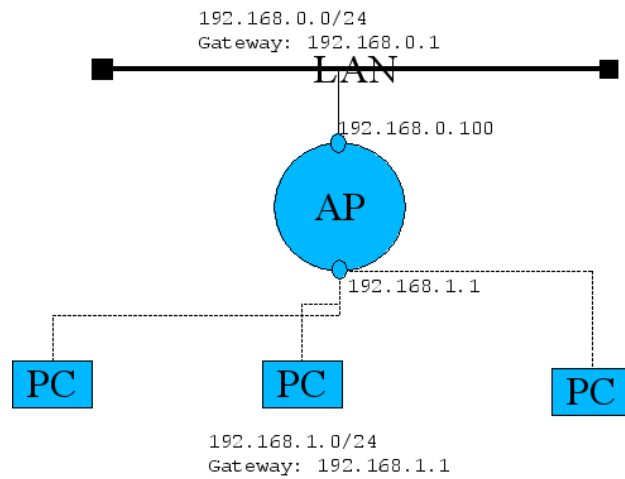 192.168.0.0/24
Gateway: 192.168.0.1
LAN
192.168.0.100
AP
192.168.1.1
PC PC PC
192.168.1.0/24
Gateway: 192.168.1.1